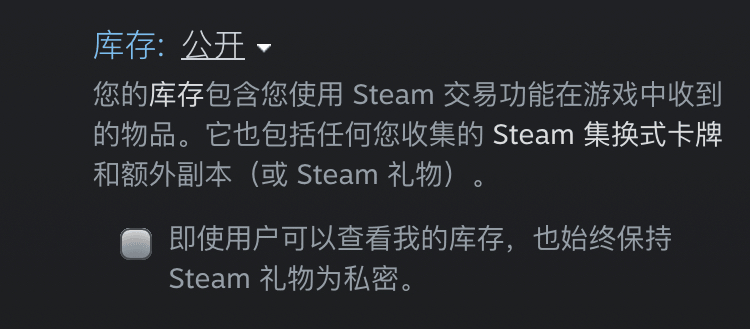 库存: 公开
您的库存包含您使用 Steam 交易功能在游戏中收到
的物品。它也包括任何您收集的 Steam 集换式卡牌
和额外副本（或 Steam 礼物）。
即使用户可以查看我的库存，也始终保持
Steam 礼物为私密。